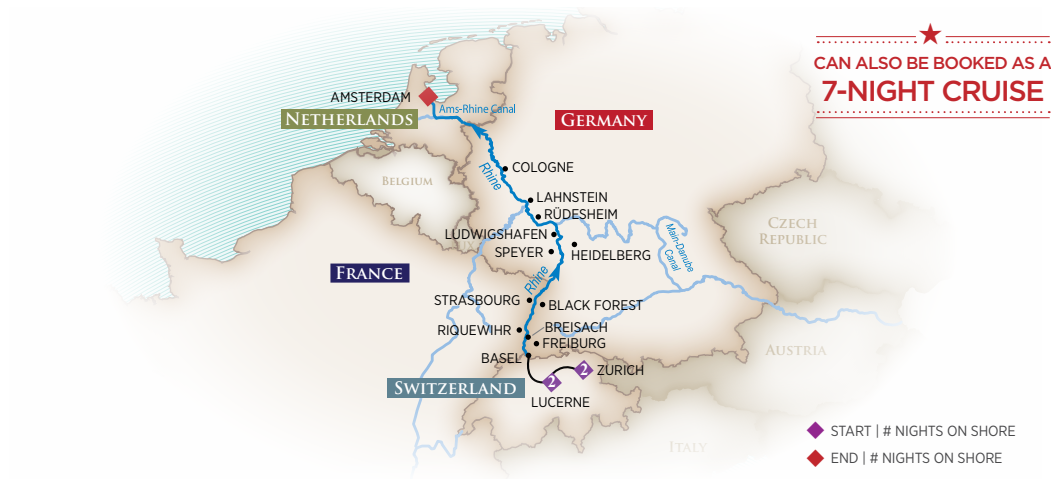 CAN ALSO BE BOOKED AS A
7-NIGHT CRUISE
AMSTERDAM
Ams-Rhine Canal
NETHERLANDS
GERMANY
COLOGNE
Rhine
BELGIUM
LAHNSTEIN
RÜDESHEIM
LUDWIGSHAFEN
SPEYER
HEIDELBERG
Main-Danube
Canal
CZECH
REPUBLIC
FRANCE
Rhine
STRASBOURG
BLACK FOREST
RIQUEWIHR
BREISACH
FREIBURG
BASEL
AUSTRIA
2
ZÜRICH
2
SWITZERLAND
LUCERNE
ITALY
START | # NIGHTS ON SHORE
END | # NIGHTS ON SHORE